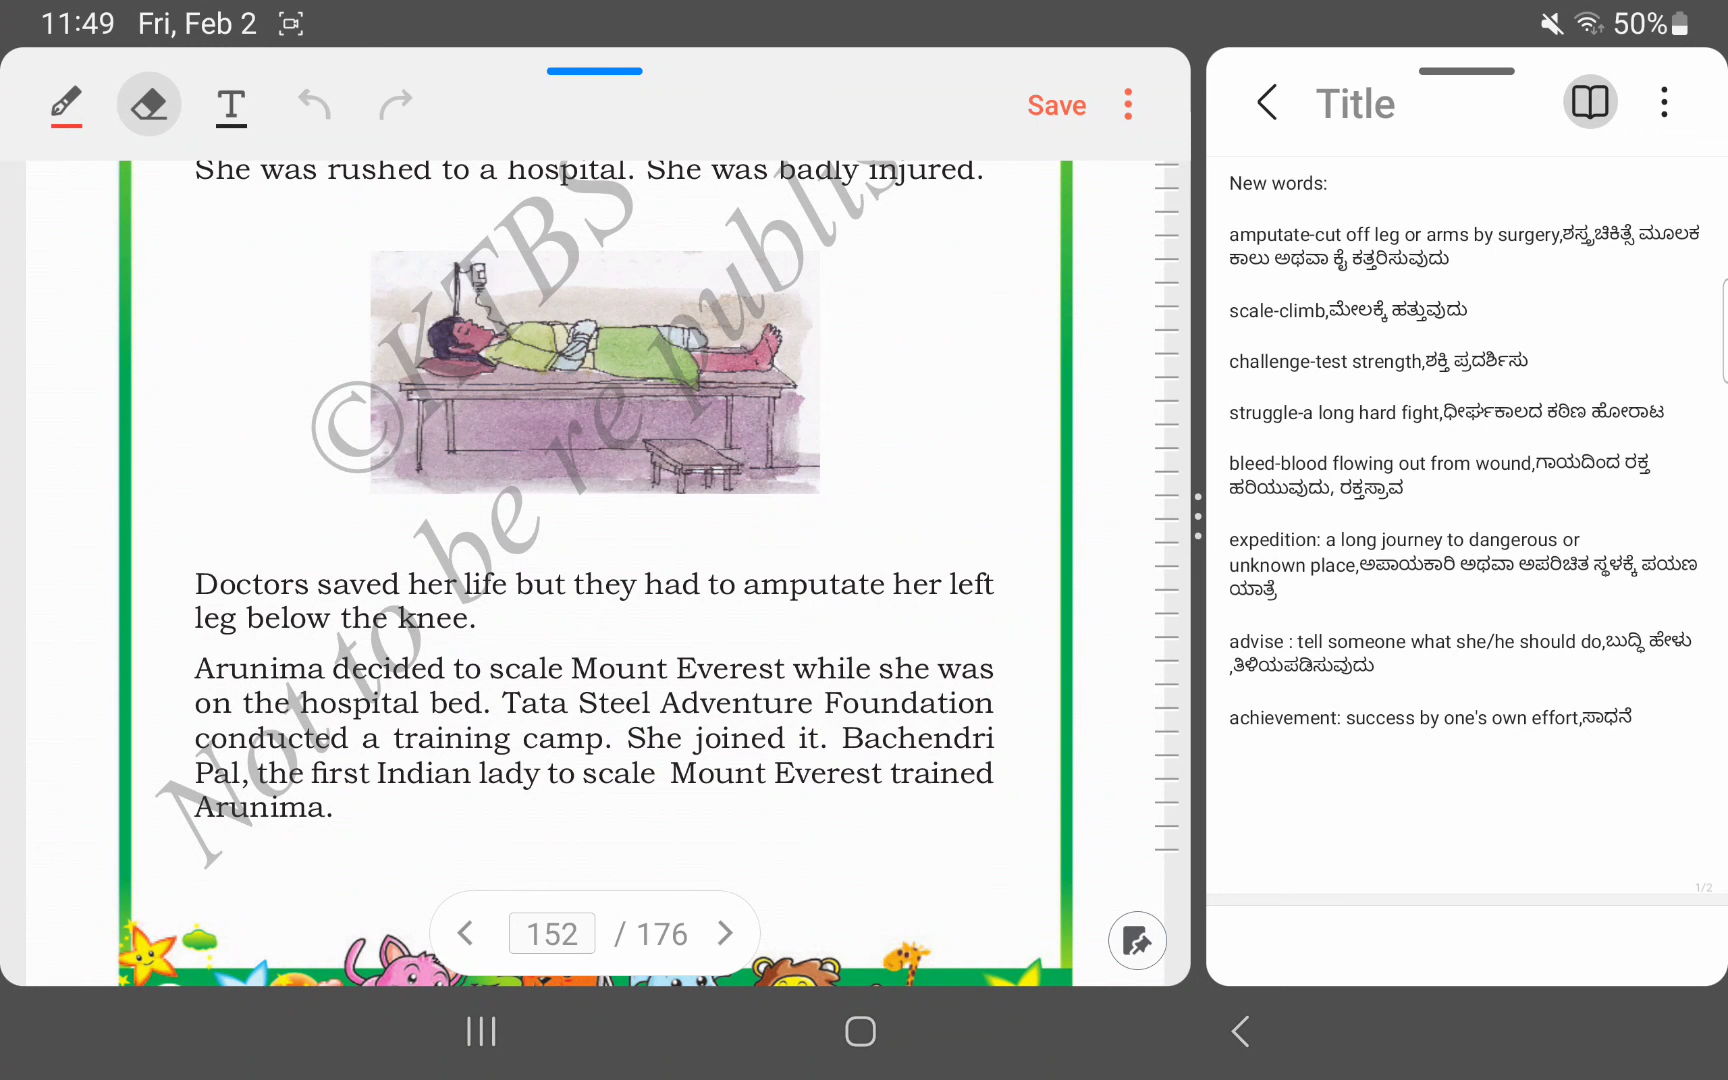 11:49 Fri, Feb 2
50%
Save
She was rushed to a hospital. She was badly injured.
©KTBS
Not to be republis
Doctors saved her life but they had to amputate her left
leg below the knee.
Arunima decided to scale Mount Everest while she was
on the hospital bed. Tata Steel Adventure Foundation
conducted a training camp. She joined it. Bachendri
Pal, the first Indian lady to scale Mount Everest trained
Arunima.
152 / 176
Title
New words:
amputate-cut off leg or arms by surgery,ಶಸ್ತ್ರಚಿಕಿತ್ಸೆ ಮೂಲಕ
ಕಾಲು ಅಥವಾ ಕೈ ಕತ್ತರಿಸುವುದು
scale-climb,ಮೇಲಕ್ಕೆ ಹತ್ತುವುದು
challenge-test strength,ಶಕ್ತಿ ಪ್ರದರ್ಶಿಸು
struggle-a long hard fight,ಧೀರ್ಘಕಾಲದ ಕಠಿಣ ಹೋರಾಟ
bleed-blood flowing out from wound,ಗಾಯದಿಂದ ರಕ್ತ
ಹರಿಯುವುದು, ರಕ್ತಸ್ರಾವ
expedition: a long journey to dangerous or
unknown place,ಅಪಾಯಕಾರಿ ಅಥವಾ ಅಪರಿಚಿತ ಸ್ಥಳಕ್ಕೆ ಪಯಣ
ಯಾತ್ರೆ
advise : tell someone what she/he should do,ಬುದ್ಧಿ ಹೇಳು
,ತಿಳಿಯಪಡಿಸುವುದು
achievement: success by one's own effort,ಸಾಧನೆ
1/2